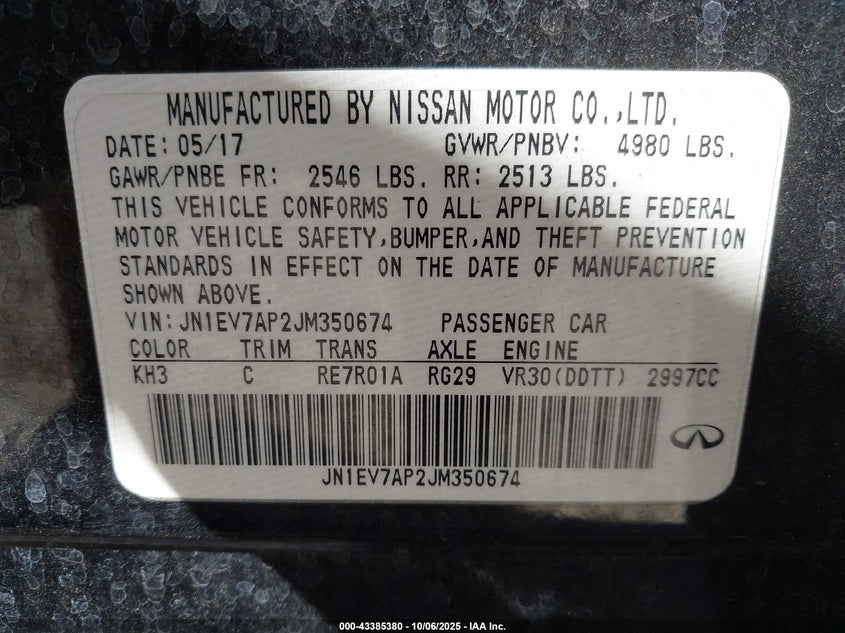 MANUFACTURED BY NISSAN MOTOR CO.,LTD.
DATE: 05/17 GVWR/PNBV: 4980 LBS.
GAWR/PNBE FR: 2546 LBS. RR: 2513 LBS.
THIS VEHICLE CONFORMS TO ALL APPLICABLE FEDERAL
MOTOR VEHICLE SAFETY,BUMPER,AND THEFT PREVENTION
STANDARDS IN EFFECT ON THE DATE OF MANUFACTURE
SHOWN ABOVE.
VIN:JN1EV7AP2JM350674 PASSENGER CAR
COLOR TRIM TRANS AXLE ENGINE
KH3 C RE7R01A RG29 VR30(DDTT) 2997CC
JN1EV7AP2JM350674
000-43385380 - 10/06/2025 - IAA Inc.